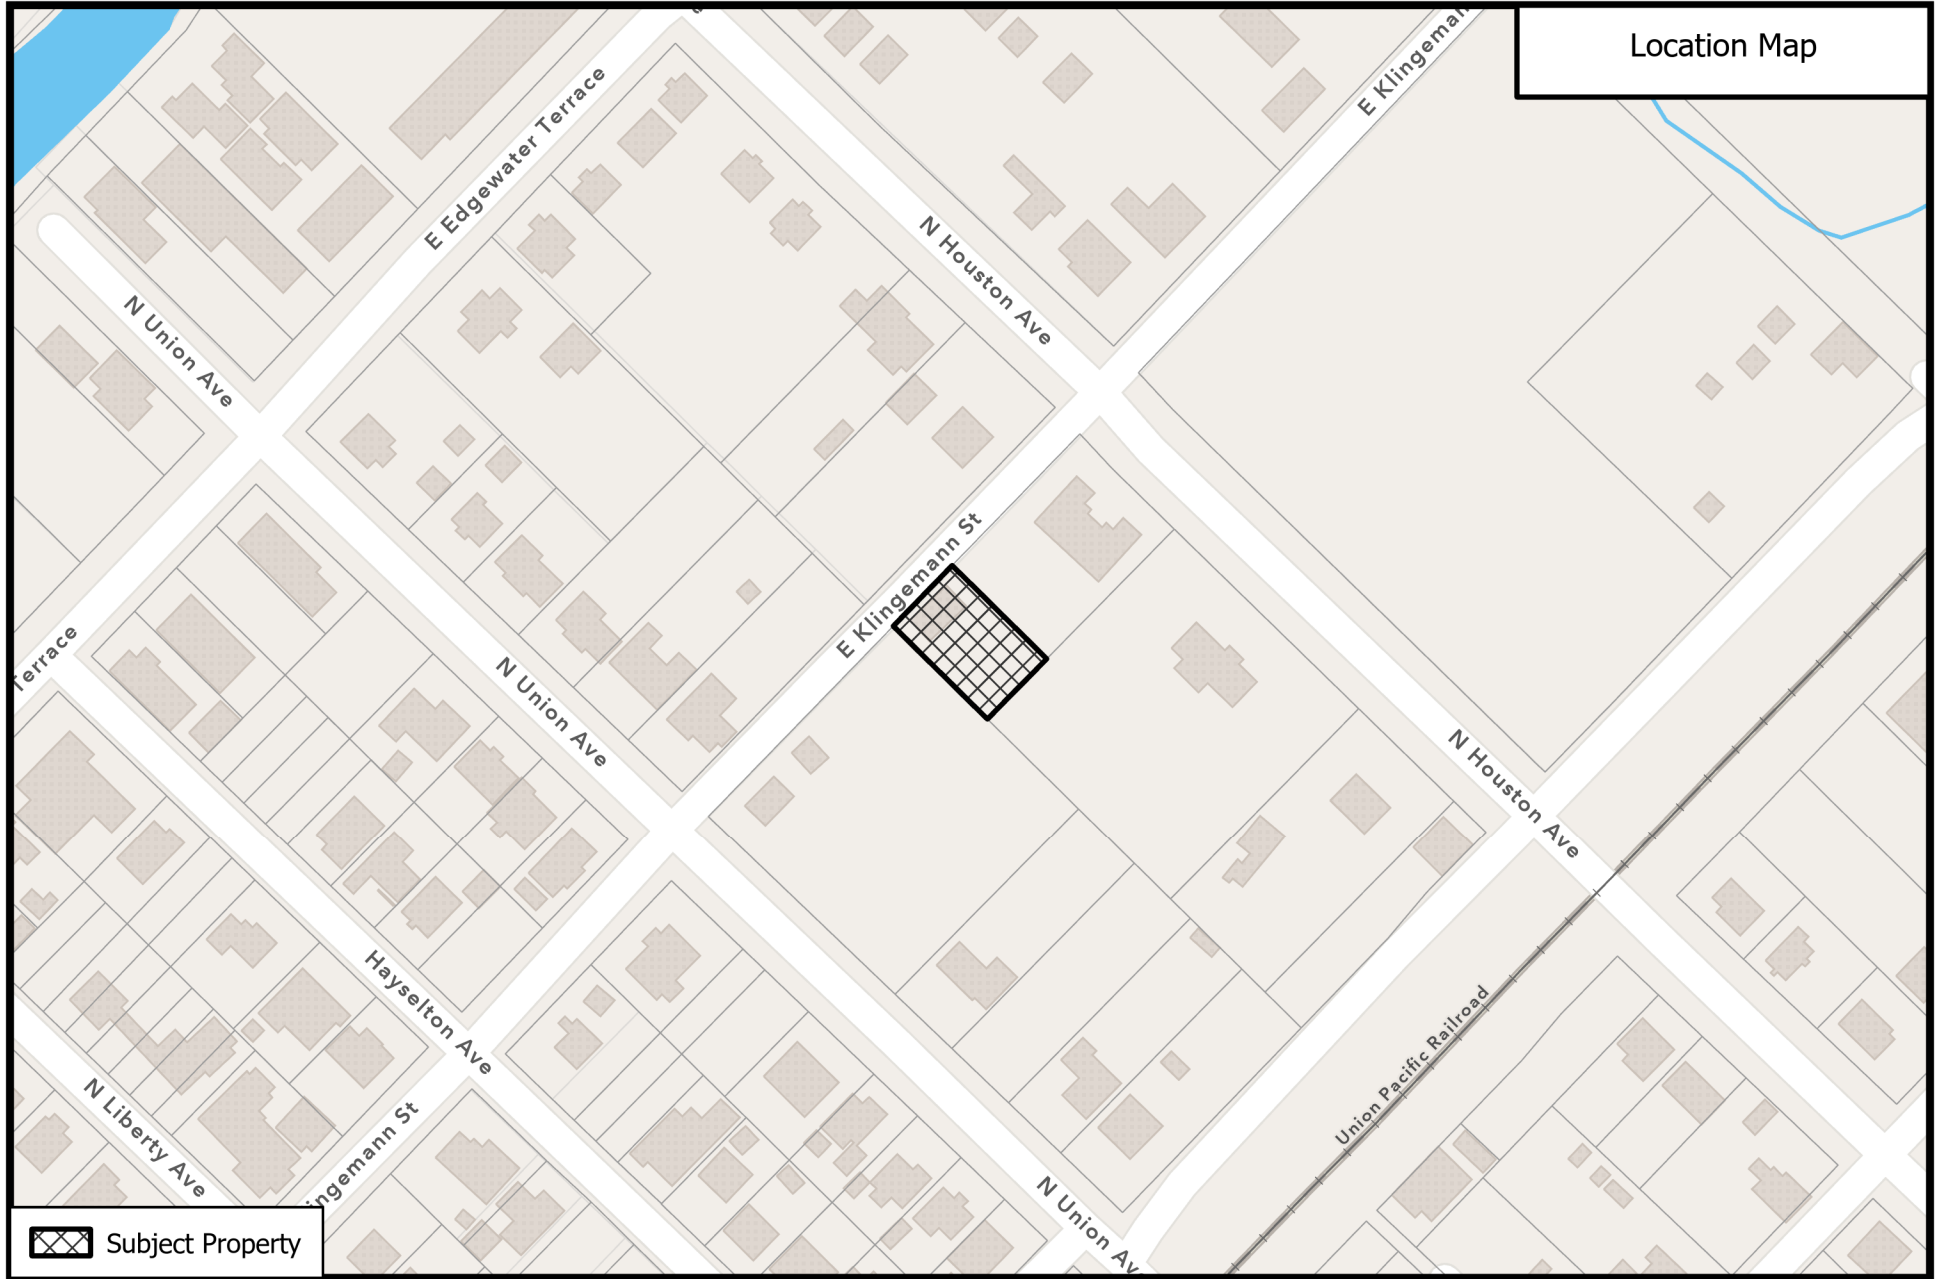 Location Map
E Klingeman
E Edgewater Terrace
N Houston Ave
N Union Ave
E Klingemann St
Terrace
N Union Ave
N Houston Ave
Hayselton Ave
Union Pacific Railroad
N Liberty Ave
ingemann St
N Union Av
Subject Property